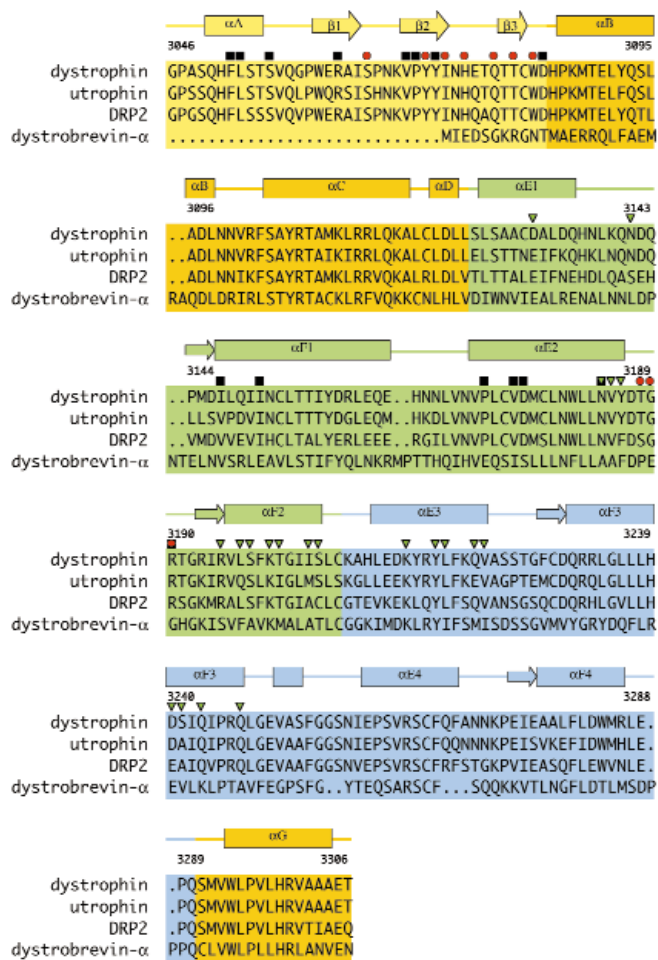 αA β1 β2 β3 αB
3046 3095
dystrophin GPASQHFLSTSVQGPWERAISPNKVPYYINHETQTTCWDHPKMTELYQSL
utrophin GPSSQHFLSTSVQLPWQRSISHNKVPYYINHQTQTTCWDHPKMTELFQSL
DRP2 GPGSQHFLSSSVQVPWERAISPNKVPYYINHQAQTTCWDHPKMTELYQTL
dystrobrevin-α ............................MIEDSGKRGNTMAERRQLFAEM
αB αC αD αE1
3096 3143
dystrophin ..ADLNNVRFSAYRTAMKLRRLQKALCLDLLSLSAACDALDQHNLKQNDQ
utrophin ..ADLNNVRFSAYRTAIKIRRLQKALCLDLLELSTTNEIFKQHKLNQNDQ
DRP2 ..ADLNNIKFSAYRTAMKLRRVQKALRLDLVTLTTALEIFNEHDLQASEH
dystrobrevin-α RAQDLDRIRLSTYRTACKLRFVQKKCNLHLVDIWNVIEALRENALNNLDP
αF1 αE2
3144 3189
dystrophin ..PMDILQIINCLTTIYDRLEQE..HNNLVNVPLCVDMCLNWLLNVYDTG
utrophin ..LLSVPDVINCLTTTYDGLEQM..HKDLVNVPLCVDMCLNWLLNVYDTG
DRP2 ..VMDVVEVIHCLTALYERLEEE..RGILVNVPLCVDMSLNWLLNVFDSG
dystrobrevin-α NTELNVSRLEAVLSTIFYQLNKRMPTTHQIHVEQSISLLLNFLLAAFDPE
αF2 αE3 αF3
3190 3239
dystrophin RTGRIRVLSFKTGIISLCKAHLEDKYRYLFKQVASSTGFCDQRRLGLLLH
utrophin RTGKIRVQSLKIGLMSLSKGLLEEKYRYLFKEVAGPTEMCDQRQLGLLLH
DRP2 RSGKMRALSFKTGIACLCGTEVKEKLQYLFSQVANSGSQCDQRHLGVLLH
dystrobrevin-α GHGKISVFAVKMALATLCGGKIMDKLRYIFSMISDSSGVMVYGRYDQFLR
αF3 αE4 αF4
3240 3288
dystrophin DSIQIPRQLGEVASFGGSNIEPSVRSCFQFANNKPEIEAALFLDWMRLE.
utrophin DAIQIPRQLGEVAAFGGSNIEPSVRSCFQQNNNKPEISVKEFIDWMHLE.
DRP2 EAIQVPRQLGEVAAFGGSNVEPSVRSCFRFSTGKPVIEASQFLEWVNLE.
dystrobrevin-α EVLKLPTAVFEGPSFG..YTEQSARSCF...SQQKKVTLNGFLDTLMSDP
αG
3289 3306
dystrophin .PQSMVWLPVLHRVAAAET
utrophin .PQSMVWLPVLHRVAAAET
DRP2 .PQSMVWLPVLHRVTIAEQ
dystrobrevin-α PPQCLVWLPLLHRLANVEN